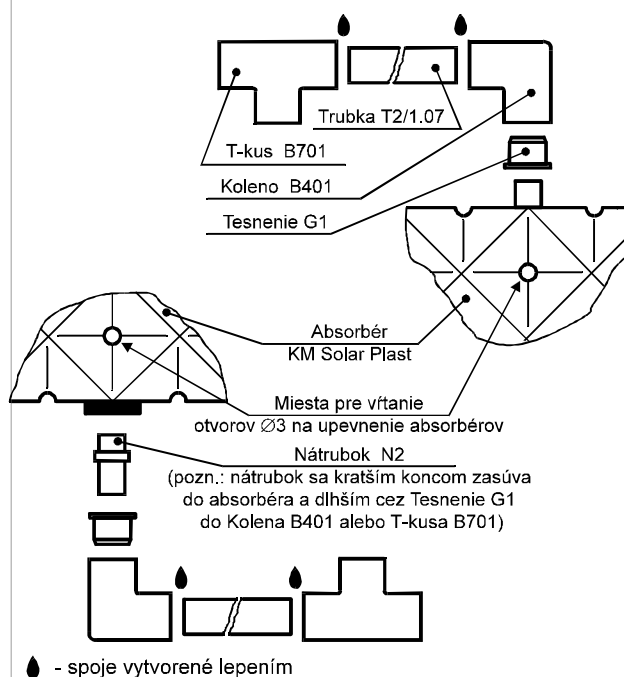 Trubka T2/1.07
T-kus B701
Koleno B401
Tesnenie G1
Absorbér
KM Solar Plast
Miesta pre vŕtanie
otvorov ∅3 na upevnenie absorbérov
Nátrubok N2
(pozn.: nátrubok sa kratším koncom zasúva
do absorbéra a dlhším cez Tesnenie G1
do Kolena B401 alebo T-kusa B701)
- spoje vytvorené lepením